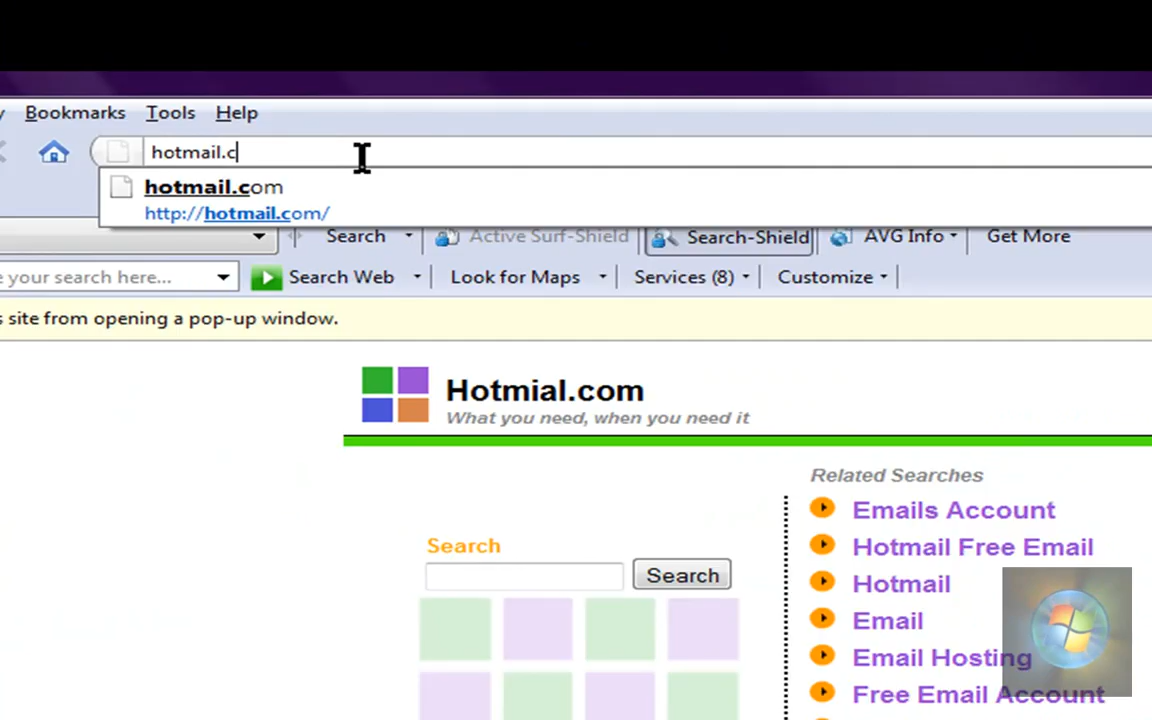 Bookmarks Tools Help
hotmail.c
hotmail.com
http://hotmail.com/
Search Active Surf-Shield Search-Shield AVG Info Get More
your search here... Search Web Look for Maps Services (8) Customize
site from opening a pop-up window.
Hotmial.com
What you need, when you need it
Related Searches
Emails Account
Hotmail Free Email
Search
Search
Hotmail
Email
Email Hosting
Free Email Account